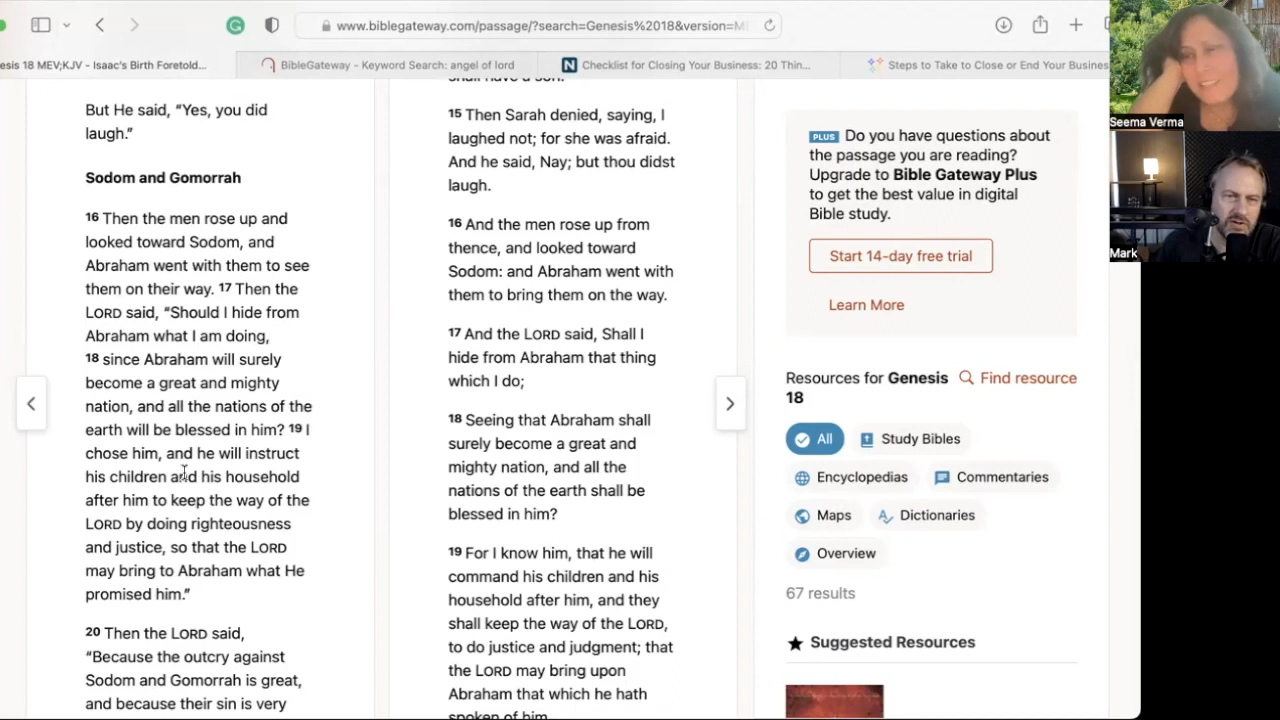 www.biblegateway.com/passage/?search=Genesis%2018&version=M
esis 18 MEV;KJV - Isaac's Birth Foretold...
BibleGateway - Keyword Search: angel of lord
Checklist for Closing Your Business: 20 Thin...
Steps to Take to Close or End Your Busines
But He said, “Yes, you did
laugh.”
Sodom and Gomorrah
16 Then the men rose up and
looked toward Sodom, and
Abraham went with them to see
them on their way. 17 Then the
LORD said, “Should I hide from
Abraham what I am doing,
18 since Abraham will surely
become a great and mighty
nation, and all the nations of the
earth will be blessed in him? 19 I
chose him, and he will instruct
his children and his household
after him to keep the way of the
LORD by doing righteousness
and justice, so that the LORD
may bring to Abraham what He
promised him.”
20 Then the LORD said,
“Because the outcry against
Sodom and Gomorrah is great,
and because their sin is very
shall have a son.
15 Then Sarah denied, saying, I
laughed not; for she was afraid.
And he said, Nay; but thou didst
laugh.
16 And the men rose up from
thence, and looked toward
Sodom: and Abraham went with
them to bring them on the way.
17 And the LORD said, Shall I
hide from Abraham that thing
which I do;
18 Seeing that Abraham shall
surely become a great and
mighty nation, and all the
nations of the earth shall be
blessed in him?
19 For I know him, that he will
command his children and his
household after him, and they
shall keep the way of the LORD,
to do justice and judgment; that
the LORD may bring upon
Abraham that which he hath
spoken of him.
PLUS Do you have questions about
the passage you are reading?
Upgrade to Bible Gateway Plus
to get the best value in digital
Bible study.
Start 14-day free trial
Learn More
Resources for Genesis
18
Find resource
All
Study Bibles
Encyclopedias
Commentaries
Maps
Dictionaries
Overview
67 results
Suggested Resources
Seema Verma
Mark